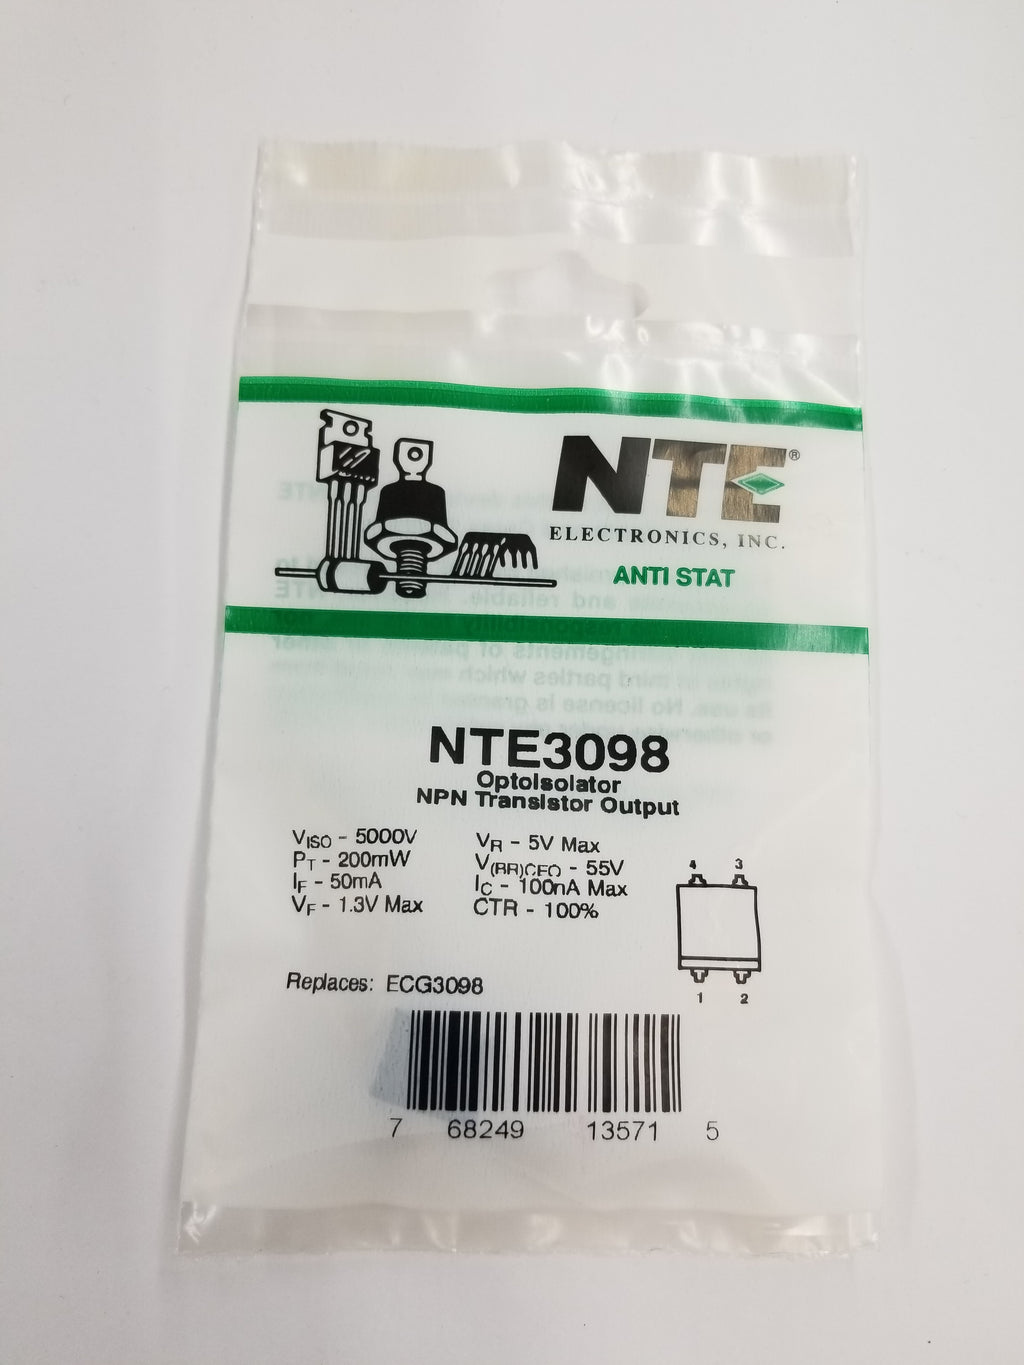 NTE®
ELECTRONICS, INC.
ANTI STAT
NTE3098
OptoIsolator
NPN Transistor Output
VISO - 5000V
PT - 200mW
IF - 50mA
VF - 1.3V Max
VR - 5V Max
V(BR)CEO - 55V
IC - 100nA Max
CTR - 100%
4 3
1 2
Replaces: ECG3098
7 68249 13571 5